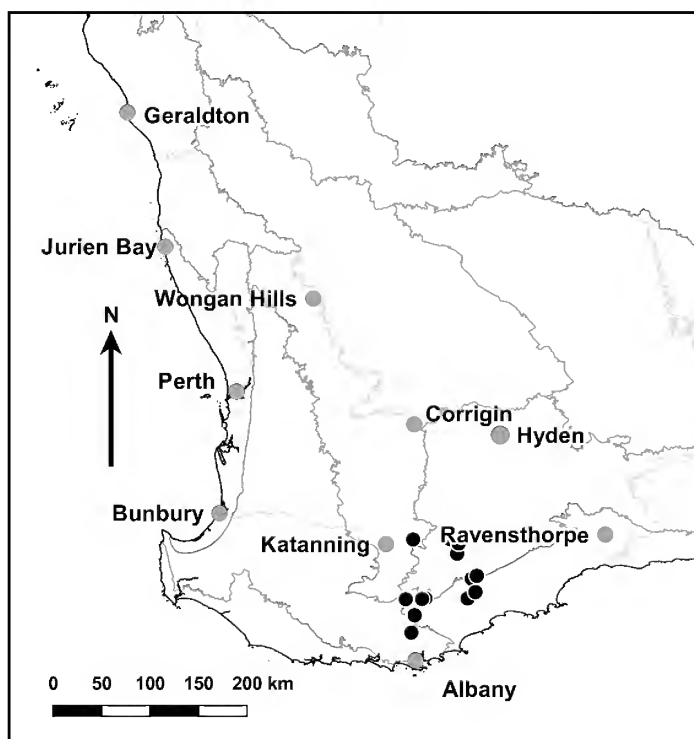 Geraldton
Jurien Bay
Wongan Hills
N
Perth
Corrigin
Hyden
Bunbury
Katanning
Ravensthorpe
0 50 100 150 200 km
Albany